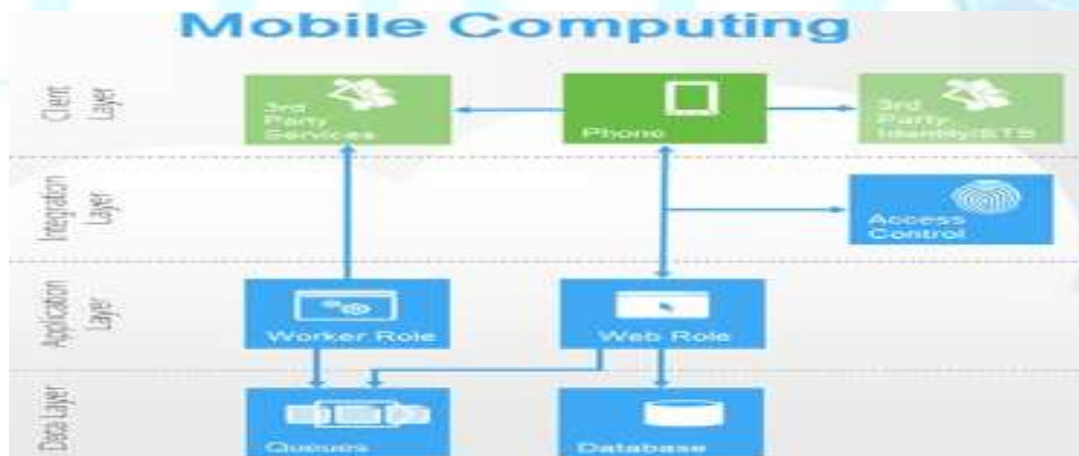 Mobile Computing
Client
Layer
3rd
Party
Services
Phone
3rd
Party
Identity/STS
Integration
Layer
Access
Control
Application
Layer
Worker Role
Web Role
Data Layer
Queues
Database